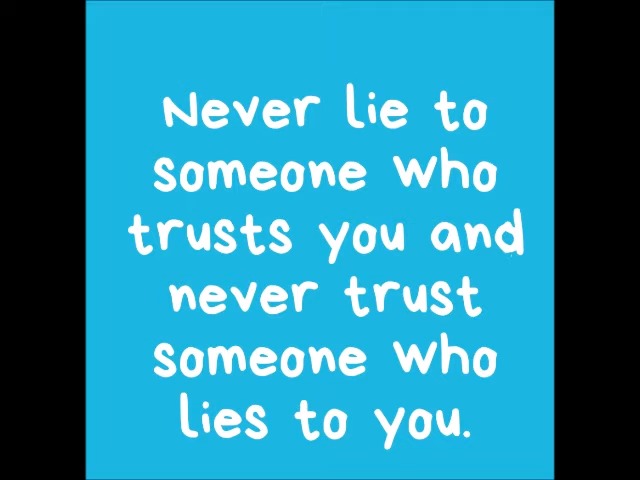 Never lie to
someone who
trusts you and
never trust
someone who
lies to you.